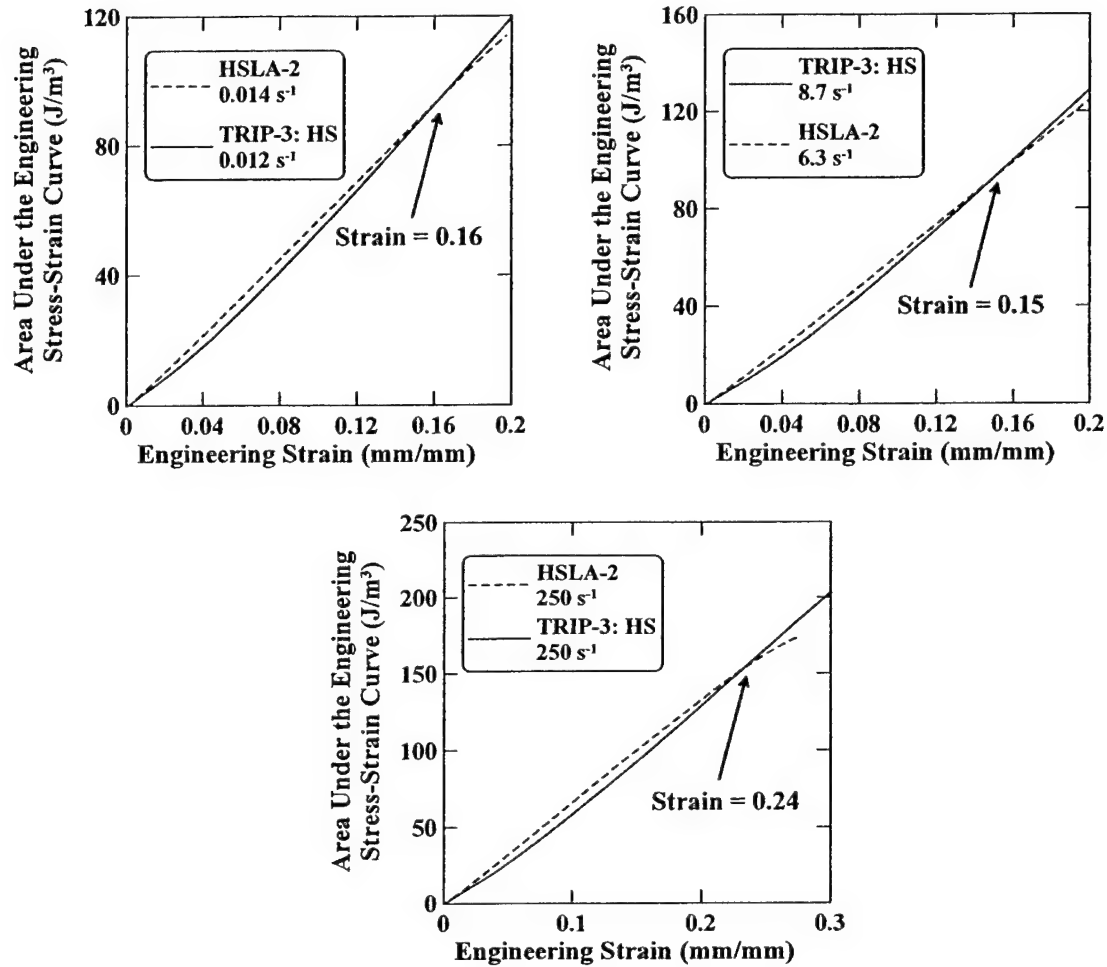 Area Under the Engineering
Stress-Strain Curve (J/m³)
120
80
40
0
HSLA-2
0.014 s⁻¹
TRIP-3: HS
0.012 s⁻¹
Strain = 0.16
0 0.04 0.08 0.12 0.16 0.2
Engineering Strain (mm/mm)
Area Under the Engineering
Stress-Strain Curve (J/m³)
160
120
80
40
0
TRIP-3: HS
8.7 s⁻¹
HSLA-2
6.3 s⁻¹
Strain = 0.15
0 0.04 0.08 0.12 0.16 0.2
Engineering Strain (mm/mm)
Area Under the Engineering
Stress-Strain Curve (J/m³)
250
200
150
100
50
0
HSLA-2
250 s⁻¹
TRIP-3: HS
250 s⁻¹
Strain = 0.24
0 0.1 0.2 0.3
Engineering Strain (mm/mm)